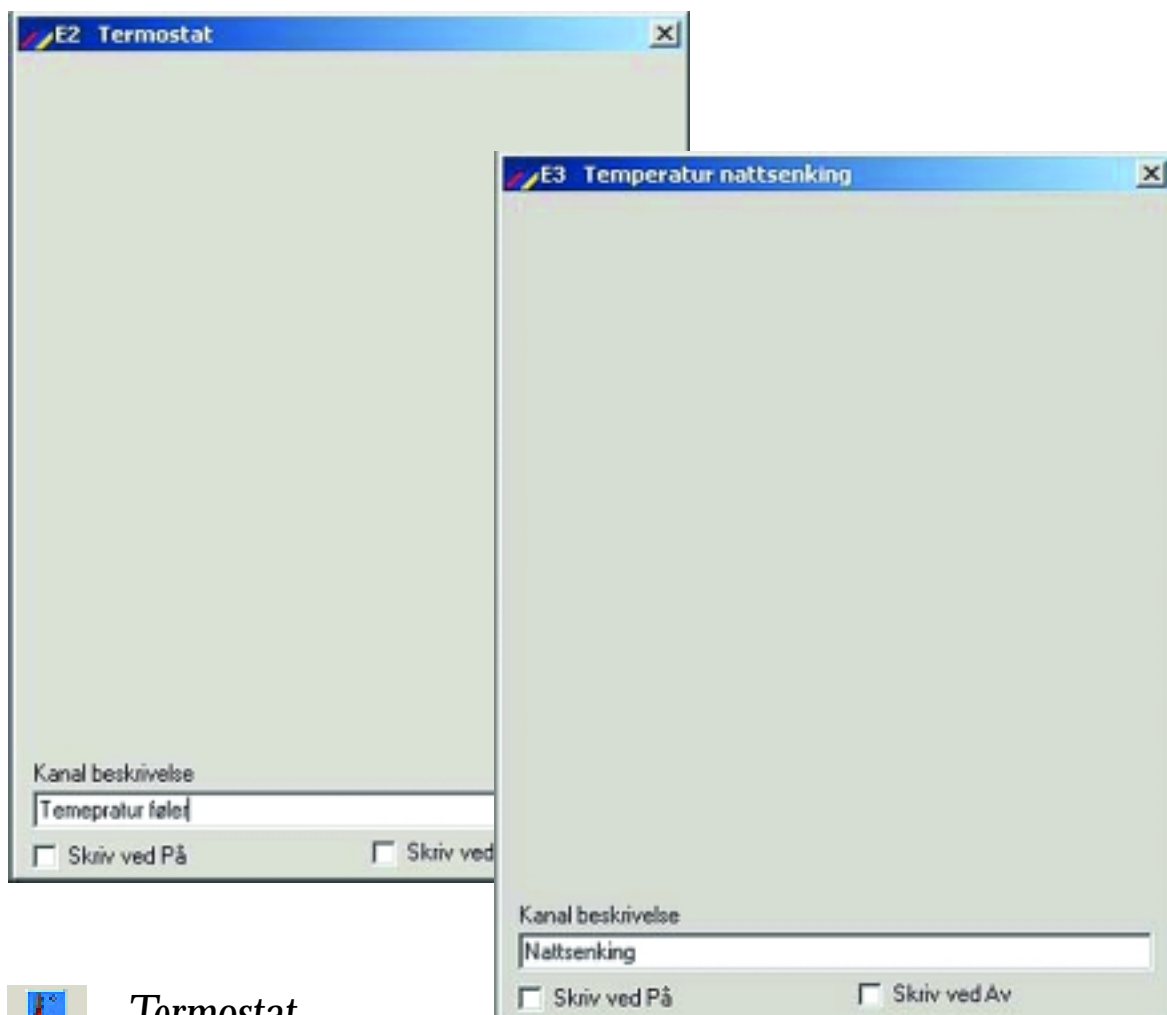 E2 Termostat
E3 Temperatur nattsenking
Kanal beskrivelse
Temepratur føler
Skriv ved På
Skriv ved
Kanal beskrivelse
Nattsenking
Skriv ved På
Skriv ved Av
Termostat